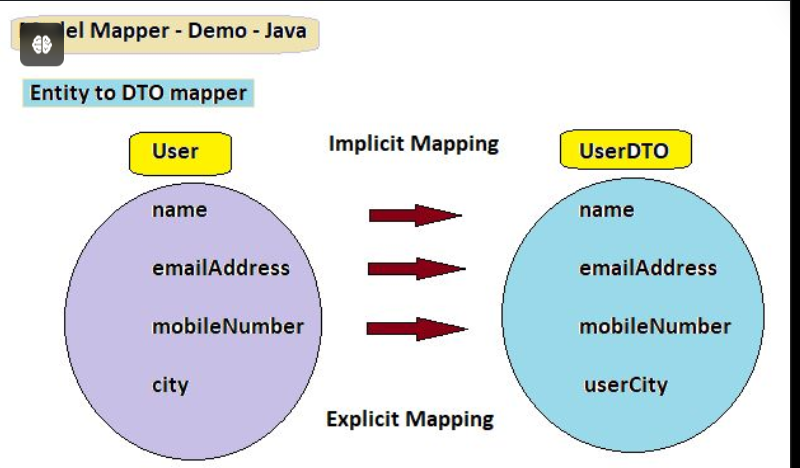 el Mapper - Demo - Java
Entity to DTO mapper
User
Implicit Mapping
UserDTO
name
name
emailAddress
emailAddress
mobileNumber
mobileNumber
city
userCity
Explicit Mapping